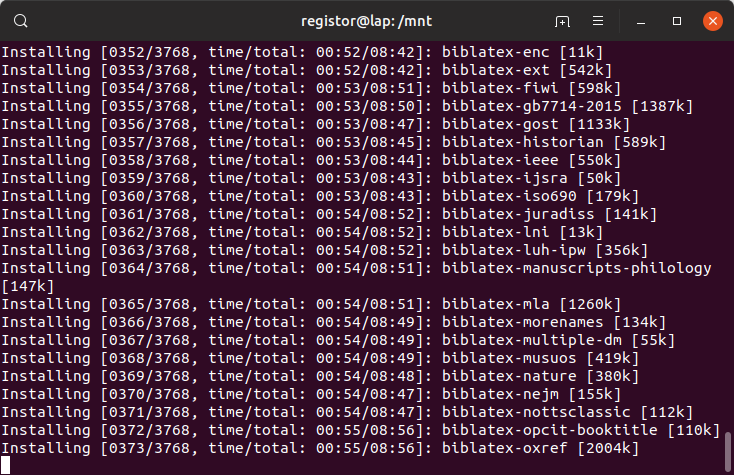 registor@lap: /mnt
Installing [0352/3768, time/total: 00:52/08:42]: biblatex-enc [11k]
Installing [0353/3768, time/total: 00:52/08:42]: biblatex-ext [542k]
Installing [0354/3768, time/total: 00:53/08:51]: biblatex-fiwi [598k]
Installing [0355/3768, time/total: 00:53/08:50]: biblatex-gb7714-2015 [1387k]
Installing [0356/3768, time/total: 00:53/08:47]: biblatex-gost [1133k]
Installing [0357/3768, time/total: 00:53/08:45]: biblatex-historian [589k]
Installing [0358/3768, time/total: 00:53/08:44]: biblatex-ieee [550k]
Installing [0359/3768, time/total: 00:53/08:43]: biblatex-ijsra [50k]
Installing [0360/3768, time/total: 00:53/08:43]: biblatex-iso690 [179k]
Installing [0361/3768, time/total: 00:54/08:52]: biblatex-juradiss [141k]
Installing [0362/3768, time/total: 00:54/08:52]: biblatex-lni [13k]
Installing [0363/3768, time/total: 00:54/08:52]: biblatex-luh-ipw [356k]
Installing [0364/3768, time/total: 00:54/08:51]: biblatex-manuscripts-philology
[147k]
Installing [0365/3768, time/total: 00:54/08:51]: biblatex-mla [1260k]
Installing [0366/3768, time/total: 00:54/08:49]: biblatex-morenames [134k]
Installing [0367/3768, time/total: 00:54/08:49]: biblatex-multiple-dm [55k]
Installing [0368/3768, time/total: 00:54/08:49]: biblatex-musuos [419k]
Installing [0369/3768, time/total: 00:54/08:48]: biblatex-nature [380k]
Installing [0370/3768, time/total: 00:54/08:47]: biblatex-nejm [155k]
Installing [0371/3768, time/total: 00:54/08:47]: biblatex-nottsclassic [112k]
Installing [0372/3768, time/total: 00:55/08:56]: biblatex-opcit-booktitle [110k]
Installing [0373/3768, time/total: 00:55/08:56]: biblatex-oxref [2004k]